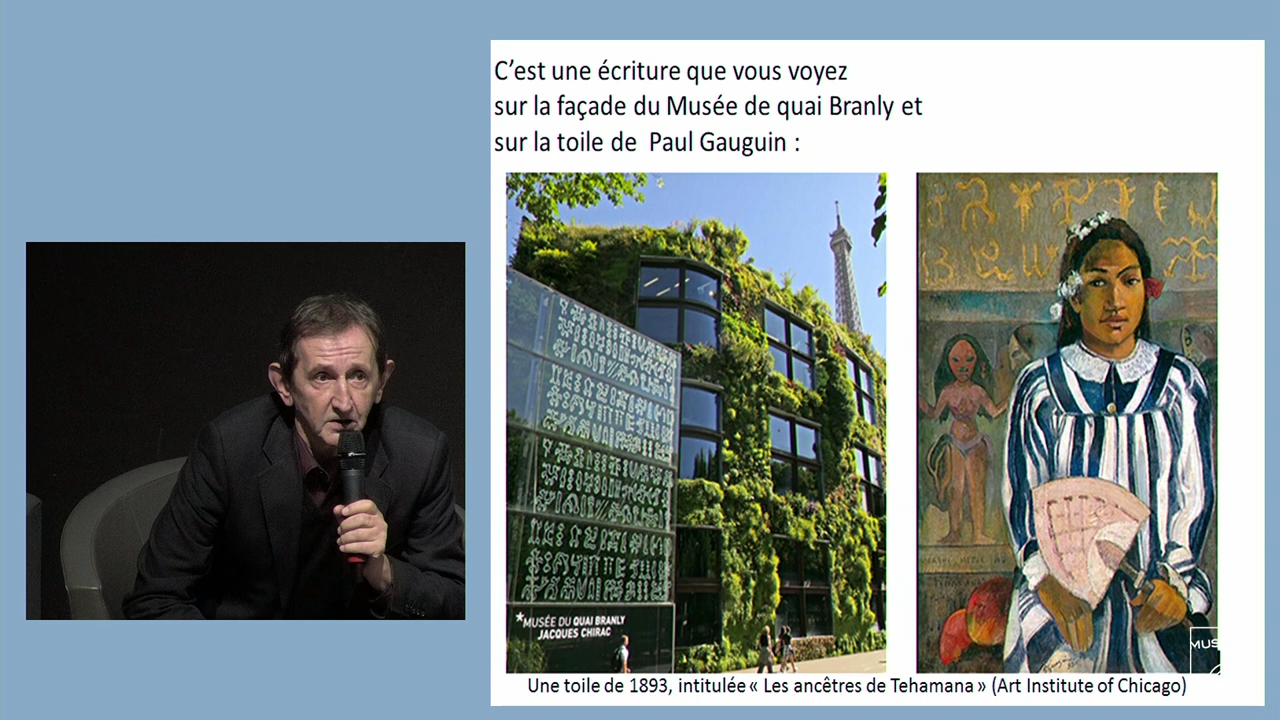 C’est une écriture que vous voyez
sur la façade du Musée de quai Branly et
sur la toile de Paul Gauguin :
*MUSÉE DU QUAI BRANLY
JACQUES CHIRAC
MUS
Une toile de 1893, intitulée « Les ancêtres de Tehamana » (Art Institute of Chicago)